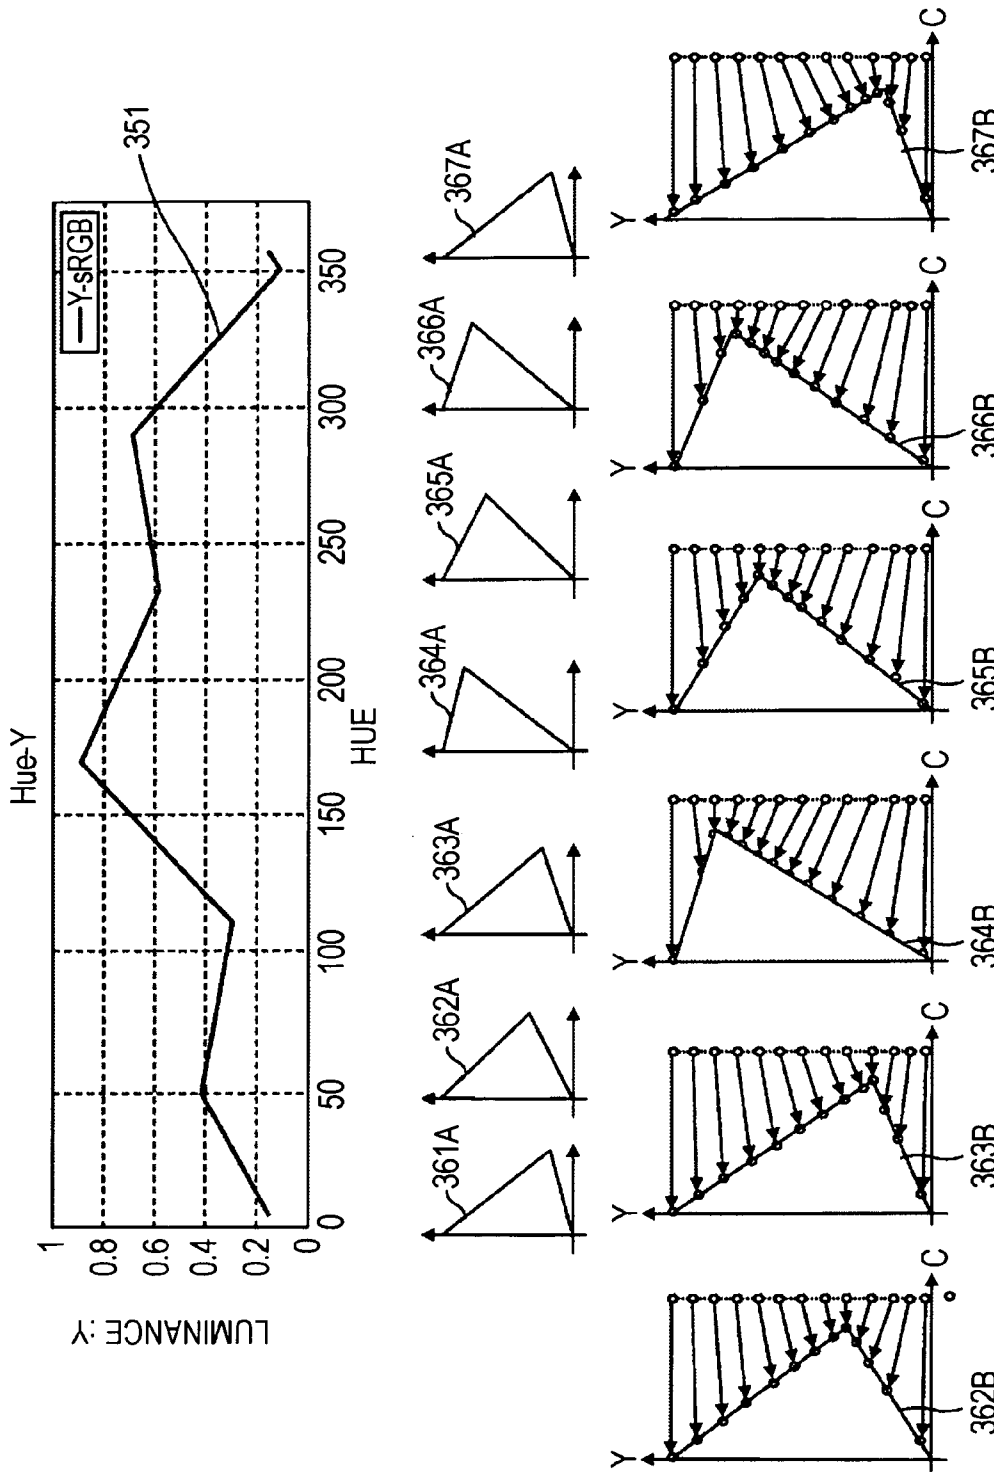 Hue-Y
Y-sRGB
351
LUMINANCE :Y
1
0.8
0.6
0.4
0.2
0
0
50
100
150
200
250
300
350
HUE
361A
362A
363A
364A
365A
366A
367A
Y
C
362B
Y
C
363B
Y
C
364B
Y
C
365B
Y
C
366B
Y
C
367B